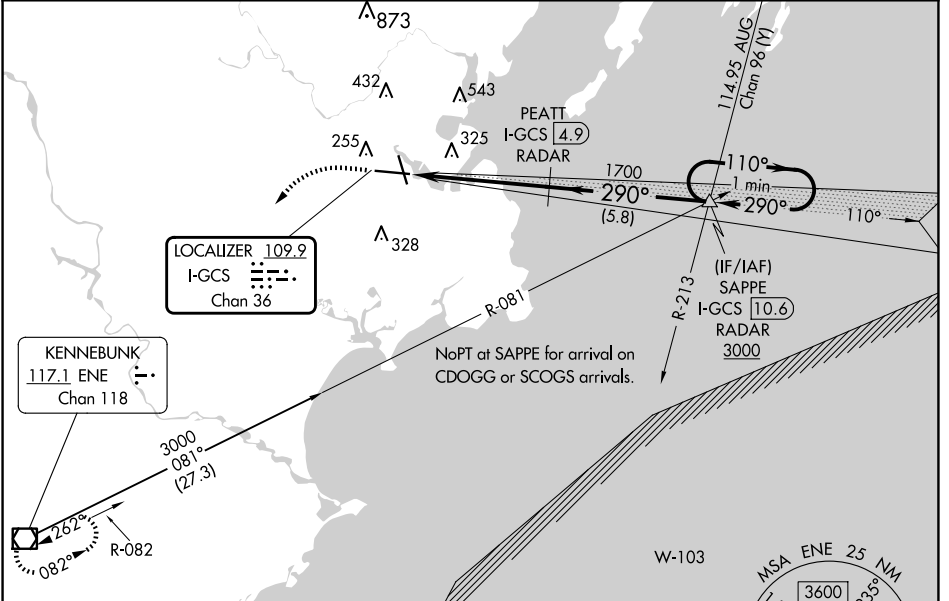 873
432
543
114.95 AUG
Chan 96 (Y)
PEATT
I-GCS 4.9
RADAR
255
325
1700
110°
1 min
290°
290°
(5.8)
110°
LOCALIZER 109.9
I-GCS
Chan 36
328
(IF/IAF)
SAPPE
I-GCS 10.6
RADAR
3000
R-081
R-213
NoPT at SAPPE for arrival on
CDOGG or SCOGS arrivals.
KENNEBUNK
117.1 ENE
Chan 118
3000
081°
(27.3)
262°
082°
R-082
W-103
MSA ENE 25 NM
3600